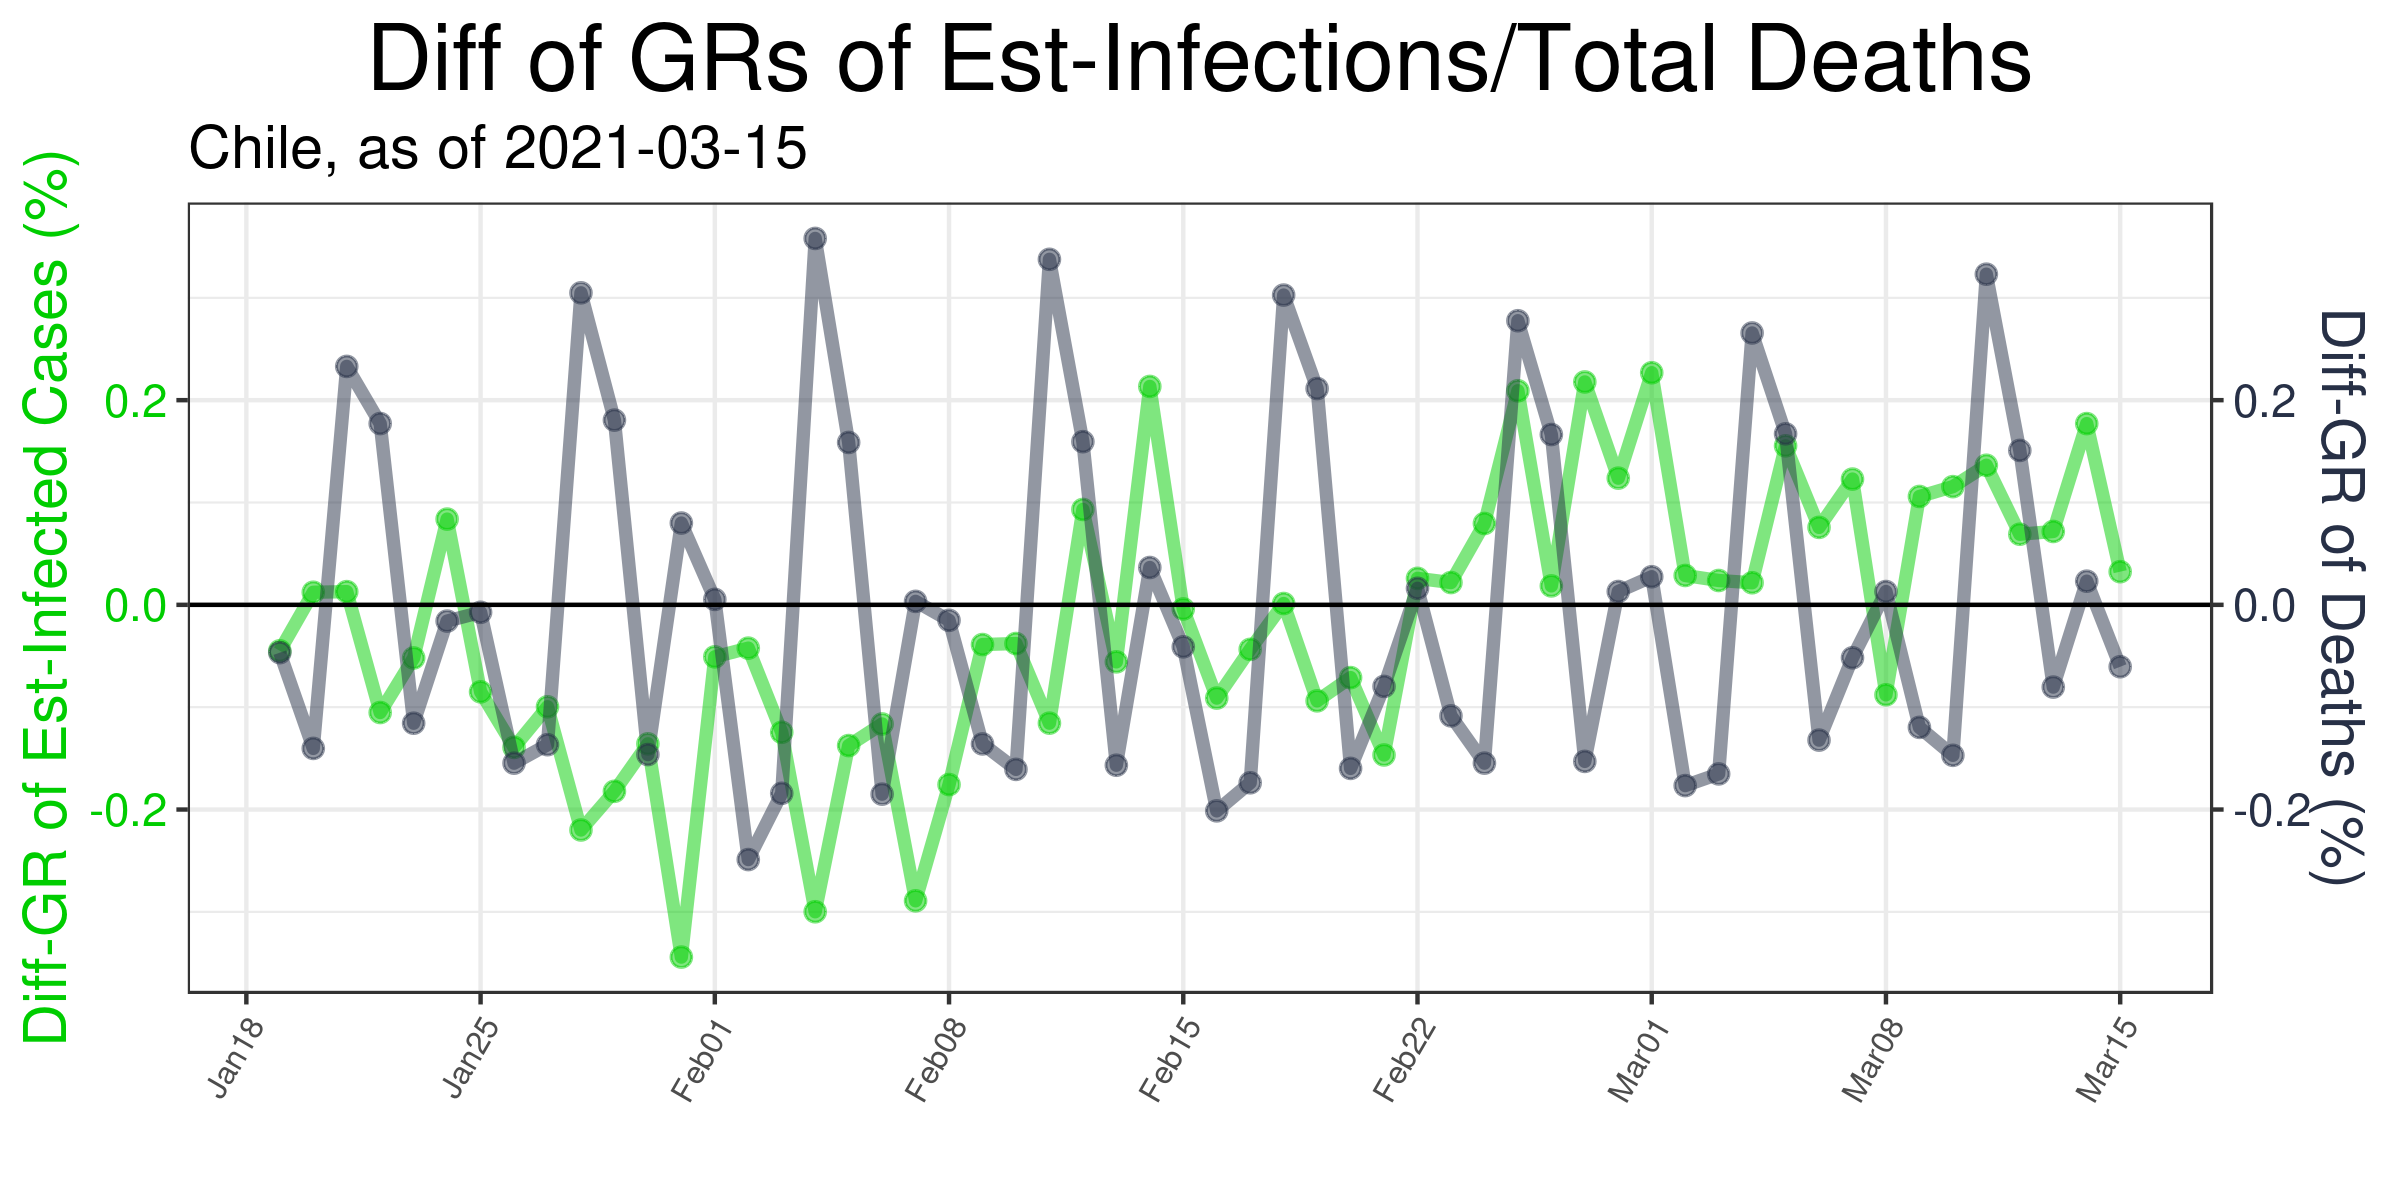 Diff of GRs of Est-Infections/Total Deaths
Chile, as of 2021-03-15
Diff-GR of Est-Infected Cases (%)
0.2
0.0
-0.2
0.2
0.0
-0.2
Diff-GR of Deaths (%)
Jan18
Jan25
Feb01
Feb08
Feb15
Feb22
Mar01
Mar08
Mar15